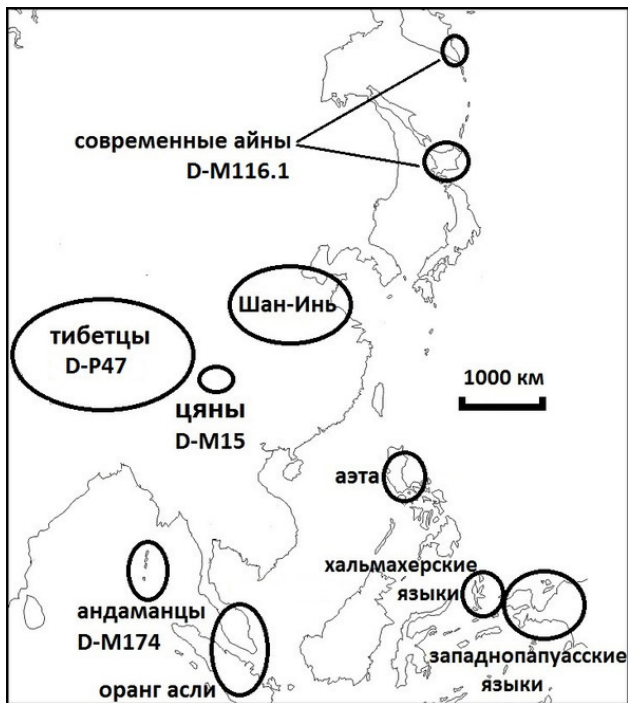 современные айны
D-M116.1
Шан-Инь
тибетцы
D-P47
1000 км
цяны
D-M15
аэта
хальмахерские
языки
андаманцы
D-M174
западнопапуасские
языки
оранг асли